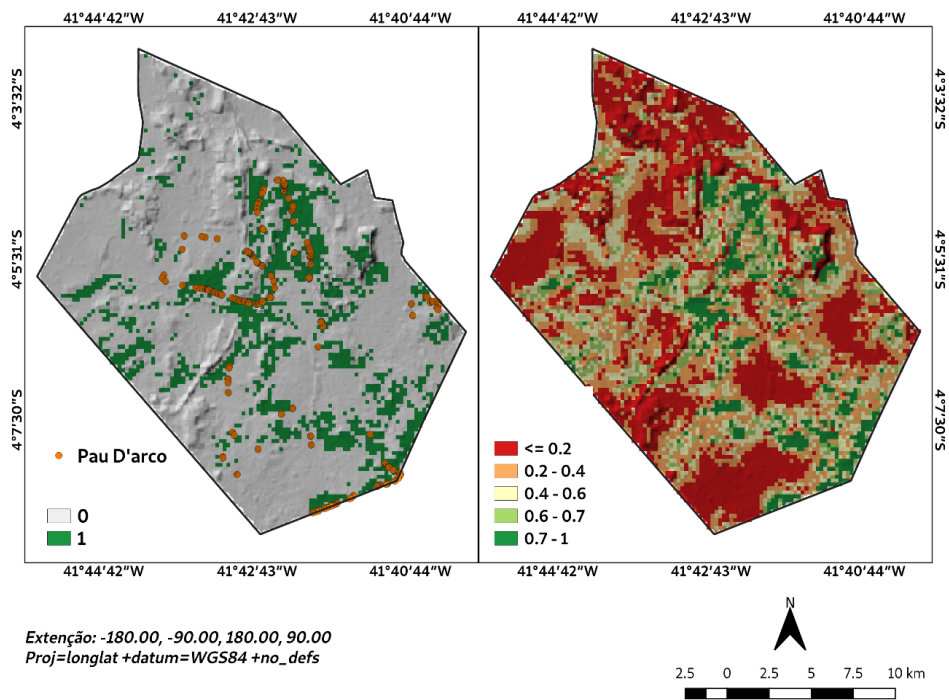 41°44'42"W 41°42'43"W 41°40'44"W 41°44'42"W 41°42'43"W 41°40'44"W
4°3'32"S 4°3'32"S
4°5'31"S 4°5'31"S
4°7'30"S 4°7'30"S
Pau D'arco
0
1
<= 0.2
0.2 - 0.4
0.4 - 0.6
0.6 - 0.7
0.7 - 1
41°44'42"W 41°42'43"W 41°40'44"W 41°44'42"W 41°42'43"W 41°40'44"W
Extenção: -180.00, -90.00, 180.00, 90.00
Proj=longlat +datum=WGS84 +no_defs
N
2.5 0 2.5 5 7.5 10 km